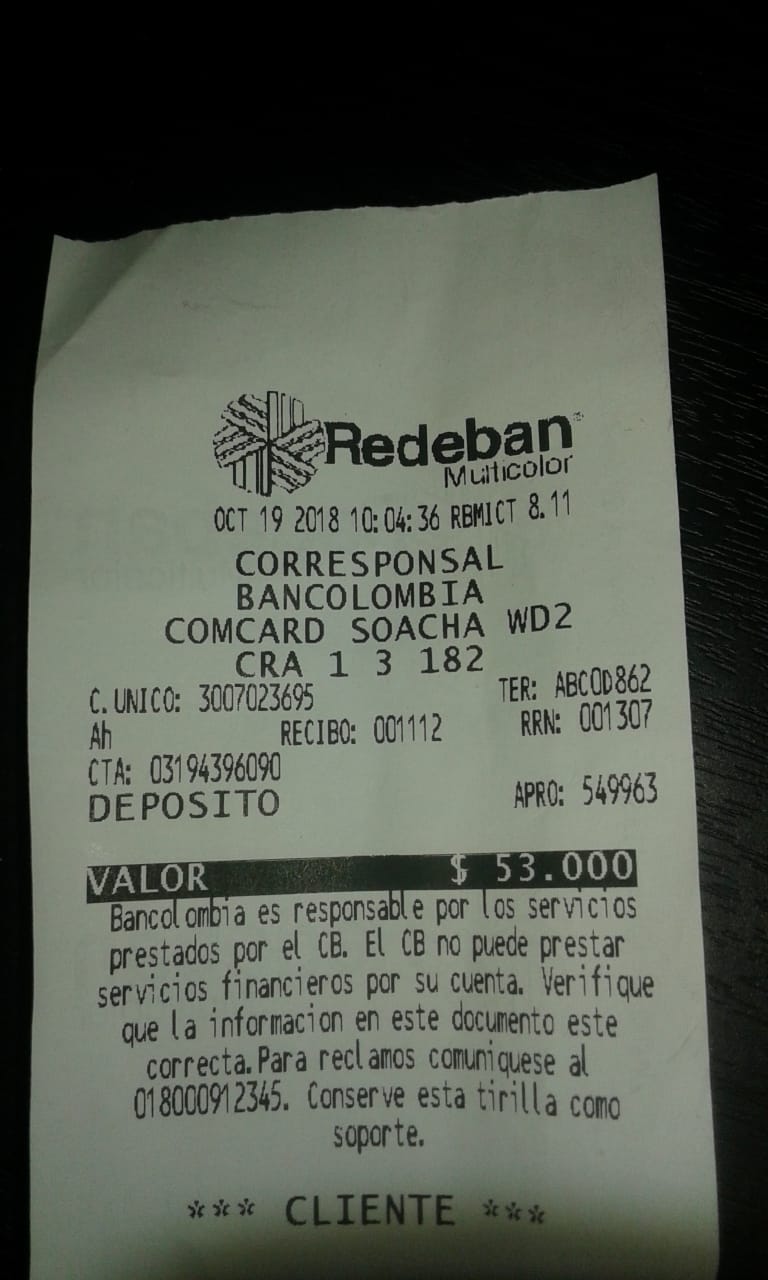 Redeban®
Multicolor
OCT 19 2018 10:04:36 RBMICT 8.11
CORRESPONSAL
BANCOLOMBIA
COMCARD SOACHA WD2
CRA 1 3 182
C.UNICO: 3007023695 TER: ABCOD862
Ah RECIBO: 001112 RRN: 001307
CTA: 03194396090
DEPOSITO APRO: 549963
VALOR $ 53.000
Bancolombia es responsable por los servicios
prestados por el CB. El CB no puede prestar
servicios financieros por su cuenta. Verifique
que la informacion en este documento este
correcta.Para reclamos comuniquese al
018000912345. Conserve esta tirilla como
soporte.
*** CLIENTE ***